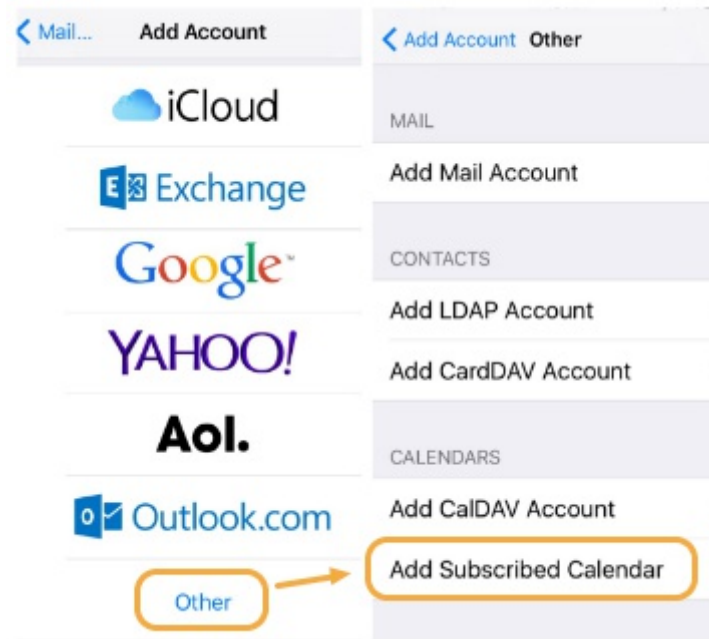 Mail... Add Account
iCloud
Exchange
Google
YAHOO!
Aol.
Outlook.com
Other
Add Account Other
MAIL
Add Mail Account
CONTACTS
Add LDAP Account
Add CardDAV Account
CALENDARS
Add CalDAV Account
Add Subscribed Calendar